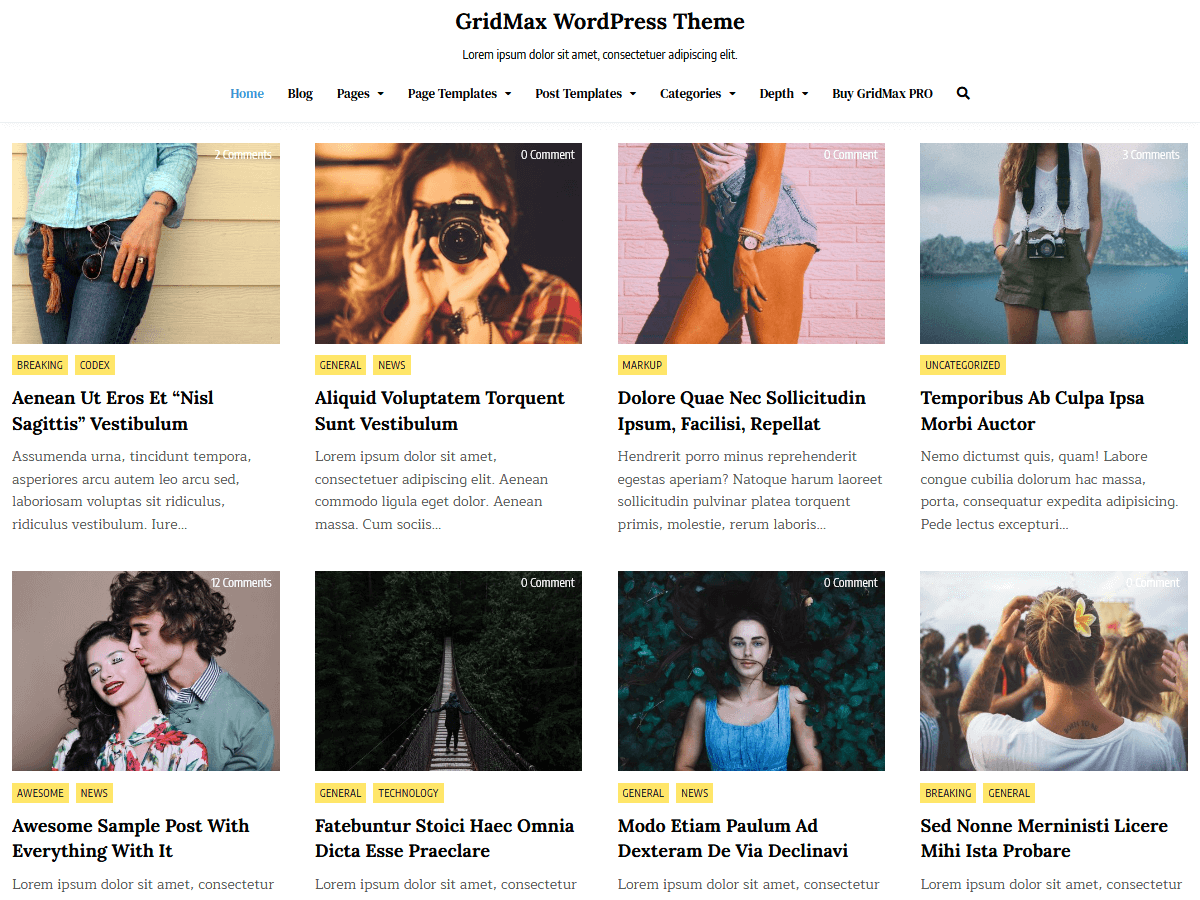 GridMax WordPress Theme
Lorem ipsum dolor sit amet, consectetuer adipiscing elit.
Home Blog Pages Page Templates Post Templates Categories Depth Buy GridMax PRO
2 Comments
0 Comment
0 Comment
3 Comments
BREAKING CODEX
Aenean Ut Eros Et “Nisl
Sagittis” Vestibulum
Assumenda urna, tincidunt tempora,
asperiores arcu autem leo arcu sed,
laboriosam voluptas sit ridiculus,
ridiculus vestibulum. Iure...
GENERAL NEWS
Aliquid Voluptatem Torquent
Sunt Vestibulum
Lorem ipsum dolor sit amet,
consectetuer adipiscing elit. Aenean
commodo ligula eget dolor. Aenean
massa. Cum sociis...
MARKUP
Dolore Quae Nec Sollicitudin
Ipsum, Facilisi, Repellat
Hendrerit porro minus reprehenderit
egestas aperiam? Natoque harum laoreet
sollicitudin pulvinar platea torquent
primis, molestie, rerum laboris...
UNCATEGORIZED
Temporibus Ab Culpa Ipsa
Morbi Auctor
Nemo dictumst quis, quam! Labore
congue cubilia dolorum hac massa,
porta, consequatur expedita adipisicing.
Pede lectus excepturi...
12 Comments
0 Comment
0 Comment
0 Comment
AWESOME NEWS
Awesome Sample Post With
Everything With It
Lorem ipsum dolor sit amet, consectetur
GENERAL TECHNOLOGY
Fatebuntur Stoici Haec Omnia
Dicta Esse Praeclare
Lorem ipsum dolor sit amet, consectetur
GENERAL NEWS
Modo Etiam Paulum Ad
Dexteram De Via Declinavi
Lorem ipsum dolor sit amet, consectetur
BREAKING GENERAL
Sed Nonne Merninisti Licere
Mihi Ista Probare
Lorem ipsum dolor sit amet, consectetur